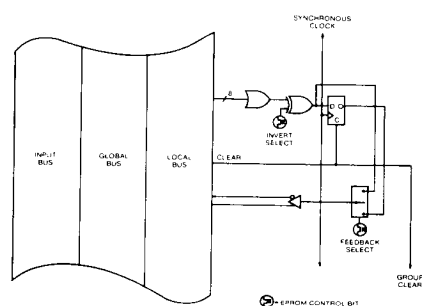 SYNCHRONOUS
CLOCK
8
D Q
C
INVERT
SELECT
INPUT
BUS
GLOBAL
BUS
LOCAL
BUS
CLEAR
FEEDBACK
SELECT
GROUP
CLEAR
= EPROM CONTROL BIT